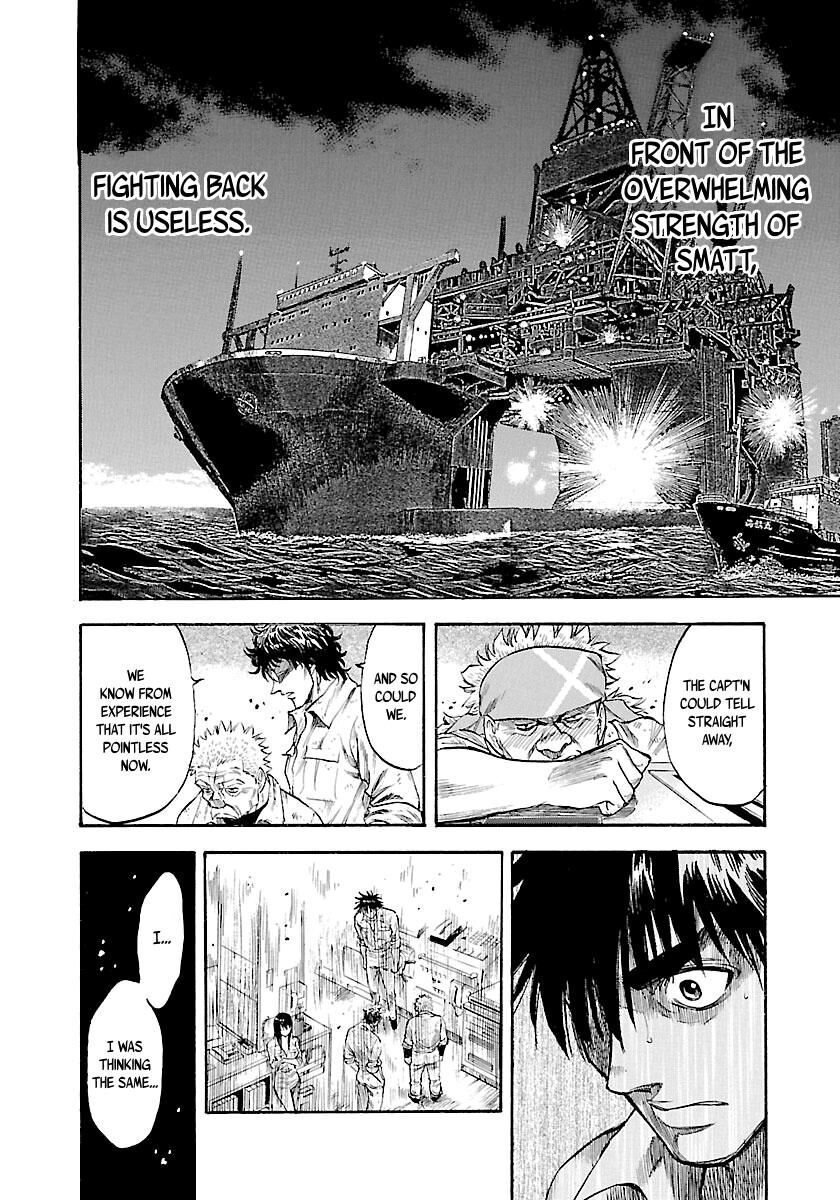 IN
FRONT OF THE
OVERWHELMING
STRENGTH OF
SMATT,
FIGHTING BACK
IS USELESS.
THE CAPT'N
COULD TELL
STRAIGHT
AWAY,
AND SO
COULD
WE.
WE
KNOW FROM
EXPERIENCE
THAT IT'S ALL
POINTLESS
NOW.
I...
I WAS
THINKING
THE SAME...